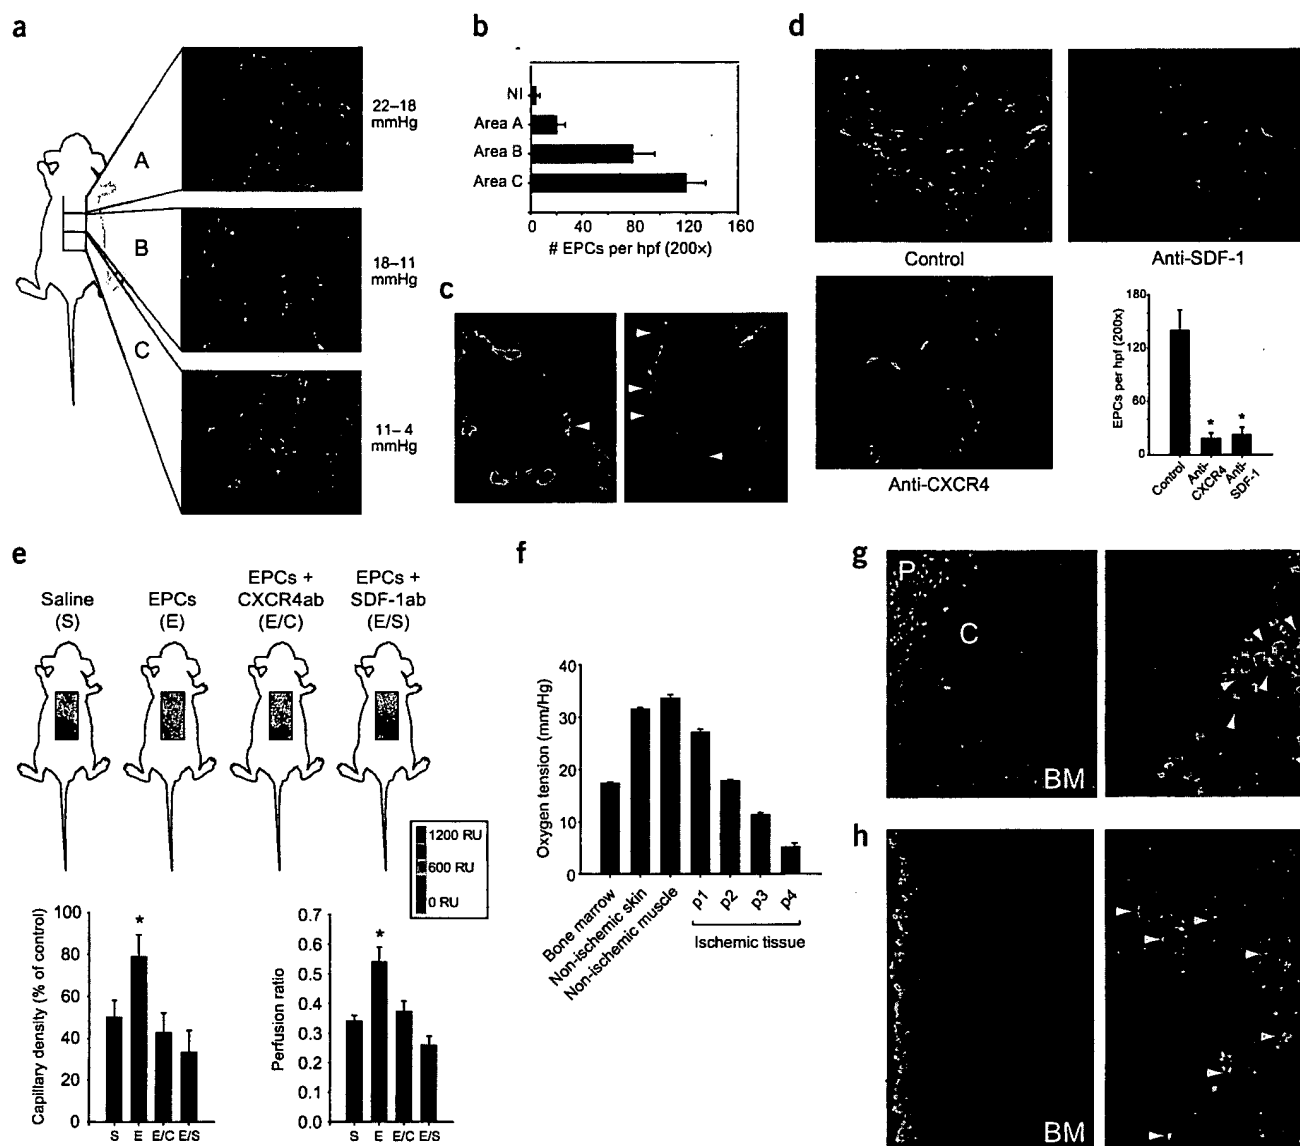 a
A
B
C
22–18
mmHg
18–11
mmHg
11–4
mmHg
b
NI
Area A
Area B
Area C
0 40 80 120 160
# EPCs per hpf (200×)
c
d
Control
Anti-SDF-1
Anti-CXCR4
EPCs per hpf (200x)
180
120
60
0
Control
Anti-
CXCR4
Anti-
SDF-1
* *
e
Saline
(S)
EPCs
(E)
EPCs +
CXCR4ab
(E/C)
EPCs +
SDF-1ab
(E/S)
1200 RU
600 RU
0 RU
Capillary density (% of control)
100
80
60
40
20
0
*
S E E/C E/S
Perfusion ratio
0.7
0.6
0.5
0.4
0.3
0.2
0.1
0.0
*
S E E/C E/S
f
Oxygen tension (mm/Hg)
40
30
20
10
0
Bone marrow
Non-ischemic skin
Non-ischemic muscle
p1
p2
p3
p4
Ischemic tissue
g
P
C
BM
h
BM